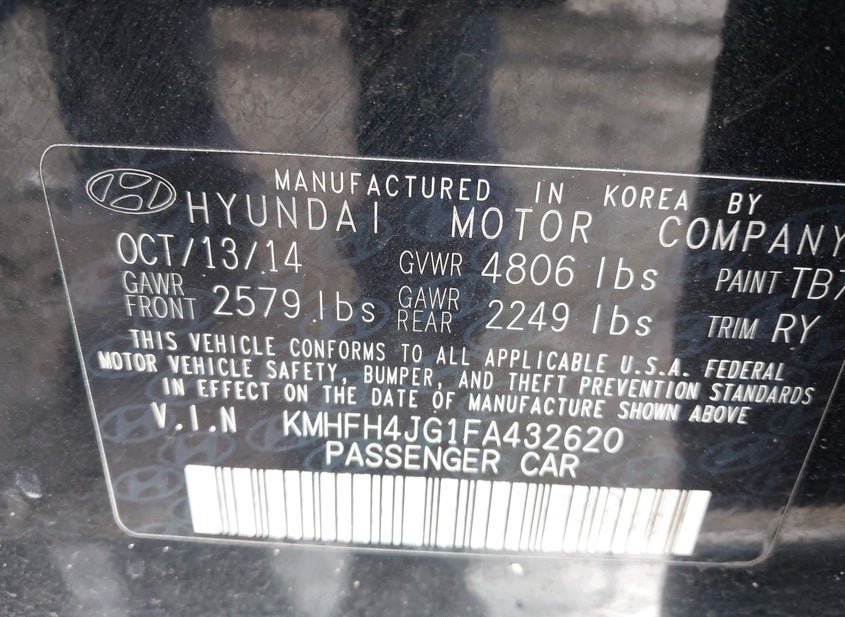 MANUFACTURED IN KOREA BY
HYUNDAI MOTOR COMPANY
OCT/13/14 GVWR 4806 lbs PAINT TB7
GAWR FRONT 2579 lbs GAWR REAR 2249 lbs TRIM RY
THIS VEHICLE CONFORMS TO ALL APPLICABLE U.S.A. FEDERAL
MOTOR VEHICLE SAFETY, BUMPER, AND THEFT PREVENTION STANDARDS
IN EFFECT ON THE DATE OF MANUFACTURE SHOWN ABOVE
V.I.N KMHFH4JG1FA432620
PASSENGER CAR